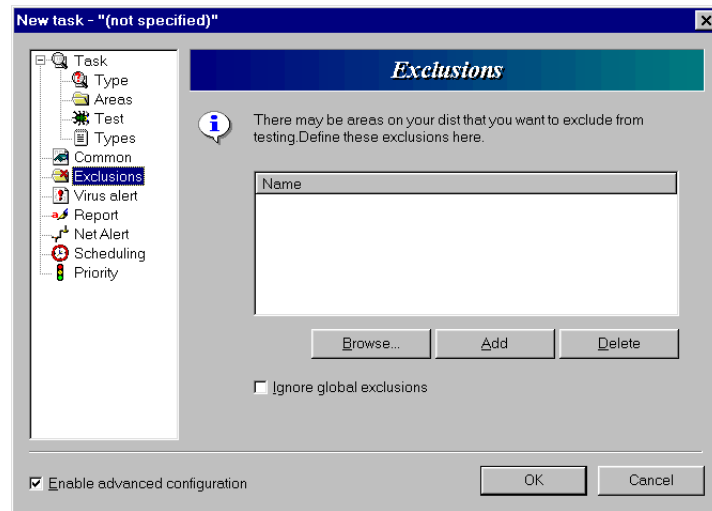 New task - "(not specified)"
Task
Type
Areas
Test
Types
Common
Exclusions
Virus alert
Report
Net Alert
Scheduling
Priority
Exclusions
There may be areas on your dist that you want to exclude from
testing.Define these exclusions here.
Name
Browse...
Add
Delete
Ignore global exclusions
Enable advanced configuration
OK
Cancel